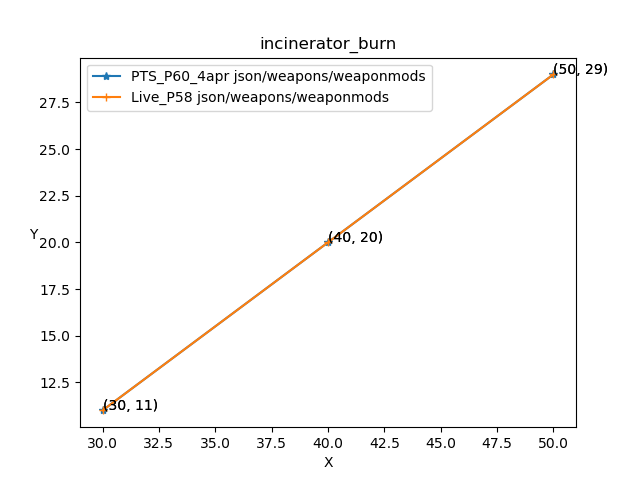 incinerator_burn
PTS_P60_4apr json/weapons/weaponmods
Live_P58 json/weapons/weaponmods
(50, 29)
27.5
25.0
22.5
Y
20.0
(40, 20)
17.5
15.0
12.5
(30, 11)
30.0 32.5 35.0 37.5 40.0 42.5 45.0 47.5 50.0
X